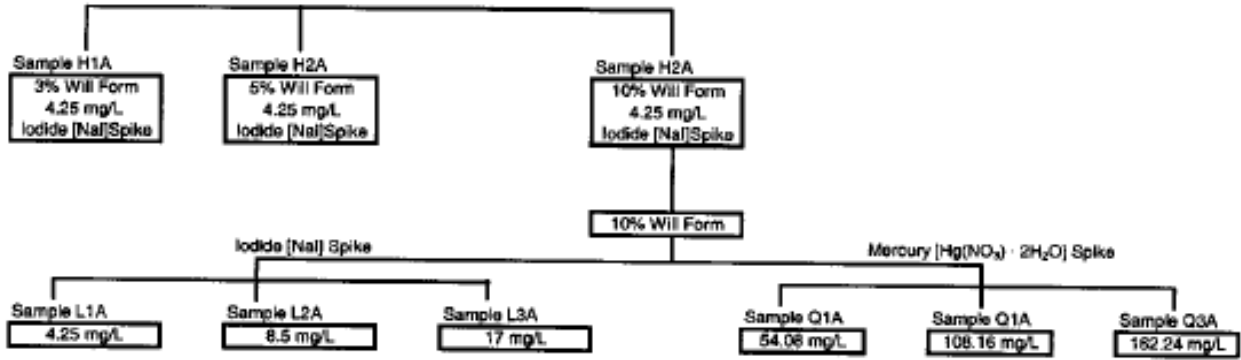 Sample H1A
3% Will Form
4.25 mg/L
Iodide [NaI]Spike
Sample H2A
5% Will Form
4.25 mg/L
Iodide [NaI]Spike
Sample H2A
10% Will Form
4.25 mg/L
Iodide [NaI]Spike
10% Will Form
Iodide [NaI] Spike
Mercury [Hg(NO₃) · 2H₂O] Spike
Sample L1A
4.25 mg/L
Sample L2A
8.5 mg/L
Sample L3A
17 mg/L
Sample Q1A
54.08 mg/L
Sample Q1A
108.16 mg/L
Sample Q3A
162.24 mg/L